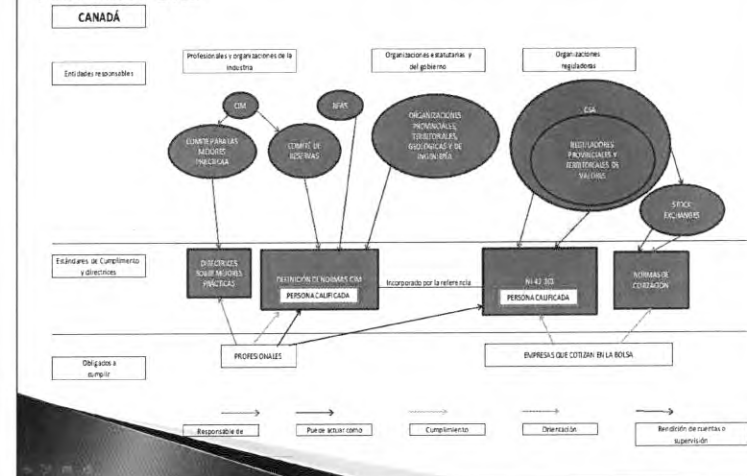 CANADÁ
Entidades responsables
Profesionales y organizaciones de la
industria
Organizaciones estatutarias y
del gobierno
Organizaciones
reguladoras
CIM
COMITE PARA LAS
MEJORES
PRÁCTICAS
COMITÉ DE
RESERVAS
ORGANIZACIONES
PROVINCIALES,
TERRITORIALES,
GEOLÓGICAS Y DE
INGENIERÍA
CSA
REGULADORES
PROVINCIALES Y
TERRITORIALES DE
VALORES
STOCK
EXCHANGES
Estándares de Cumplimiento
y directrices
DIRECTRICES
SOBRE MEJORES
PRÁCTICAS
DEFINICIÓN DE NORMAS CIM
PERSONA CALIFICADA
Incorporado por la referencia
NI 43-101
PERSONA CALIFICADA
NORMAS DE
COTIZACIÓN
Obligados a
cumplir
PROFESIONALES
EMPRESAS QUE COTIZAN EN LA BOLSA
Responsable de
Puede actuar como
Cumplimiento
Orientación
Rendición de cuentas o
supervisión